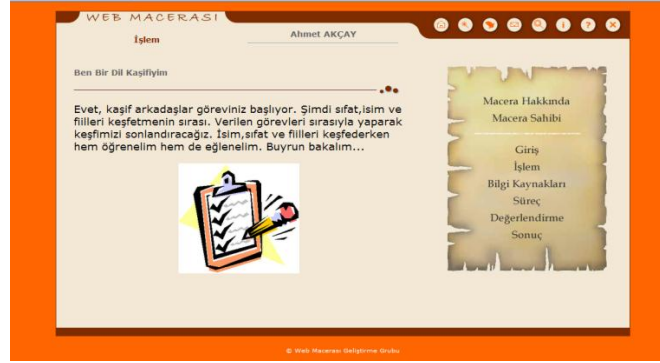 WEB MACERASI
İşlem
Ahmet AKÇAY
Ben Bir Dil Kaşifiyim
Evet, kaşif arkadaşlar göreviniz başlıyor. Şimdi sıfat,isim ve
fiilleri keşfetmenin sırası. Verilen görevleri sırasıyla yaparak
keşfimizi sonlandıracağız. İsim,sıfat ve fiilleri keşfederken
hem öğrenelim hem de eğlenelim. Buyrun bakalım...
Macera Hakkında
Macera Sahibi
Giriş
İşlem
Bilgi Kaynakları
Süreç
Değerlendirme
Sonuç
© Web Macerası Geliştirme Grubu